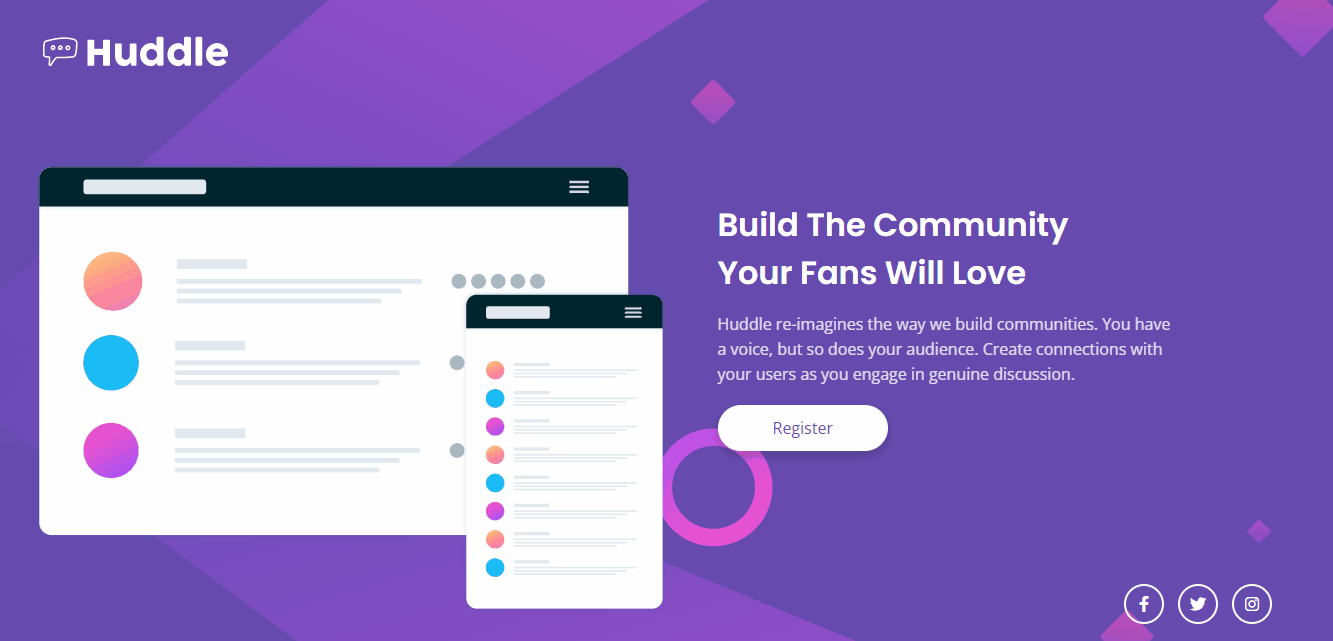 Huddle
Build The Community
Your Fans Will Love
Huddle re-imagines the way we build communities. You have
a voice, but so does your audience. Create connections with
your users as you engage in genuine discussion.
Register